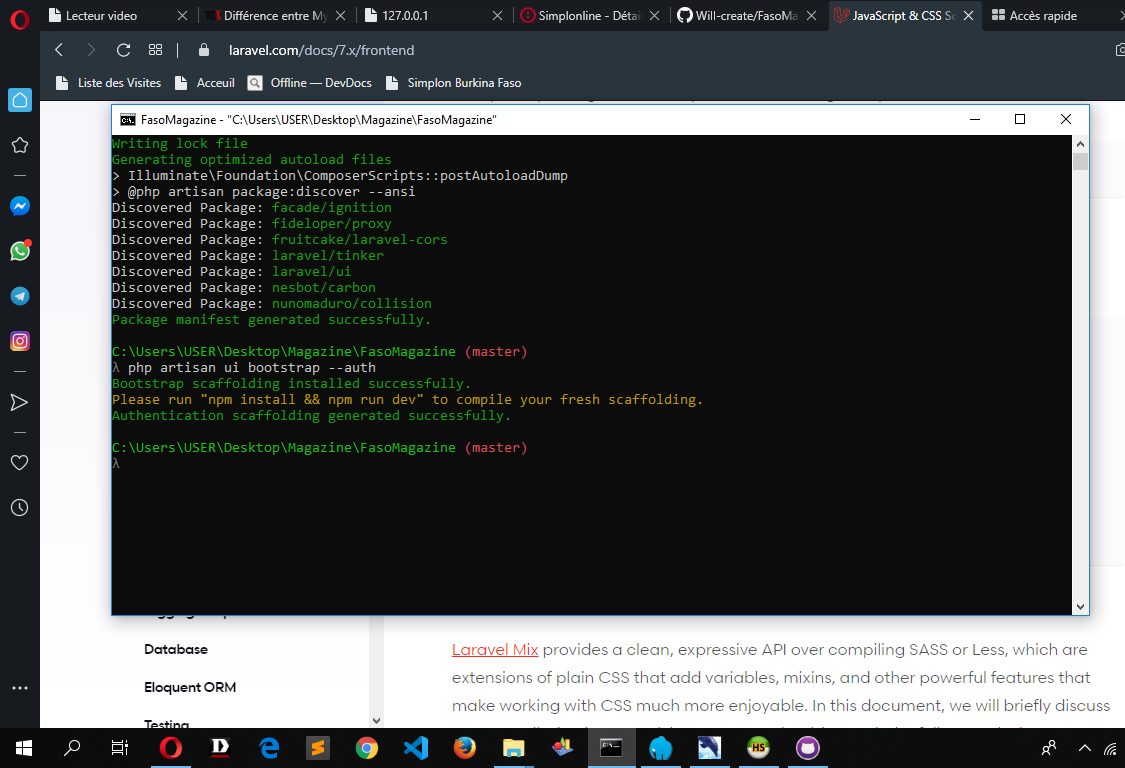 Lecteur video
Différence entre My
127.0.0.1
Simplonline - Détai
Will-create/FasoMa
JavaScript & CSS Sc
Accès rapide
laravel.com/docs/7.x/frontend
Liste des Visites
Acceuil
Offline — DevDocs
Simplon Burkina Faso
FasoMagazine - "C:\Users\USER\Desktop\Magazine\FasoMagazine"
Writing lock file
Generating optimized autoload files
> Illuminate\Foundation\ComposerScripts::postAutoloadDump
> @php artisan package:discover --ansi
Discovered Package: facade/ignition
Discovered Package: fideloper/proxy
Discovered Package: fruitcake/laravel-cors
Discovered Package: laravel/tinker
Discovered Package: laravel/ui
Discovered Package: nesbot/carbon
Discovered Package: nunomaduro/collision
Package manifest generated successfully.
C:\Users\USER\Desktop\Magazine\FasoMagazine (master)
λ php artisan ui bootstrap --auth
Bootstrap scaffolding installed successfully.
Please run "npm install && npm run dev" to compile your fresh scaffolding.
Authentication scaffolding generated successfully.
C:\Users\USER\Desktop\Magazine\FasoMagazine (master)
λ
Database
Eloquent ORM
Testing
Laravel Mix provides a clean, expressive API over compiling SASS or Less, which are
extensions of plain CSS that add variables, mixins, and other powerful features that
make working with CSS much more enjoyable. In this document, we will briefly discuss